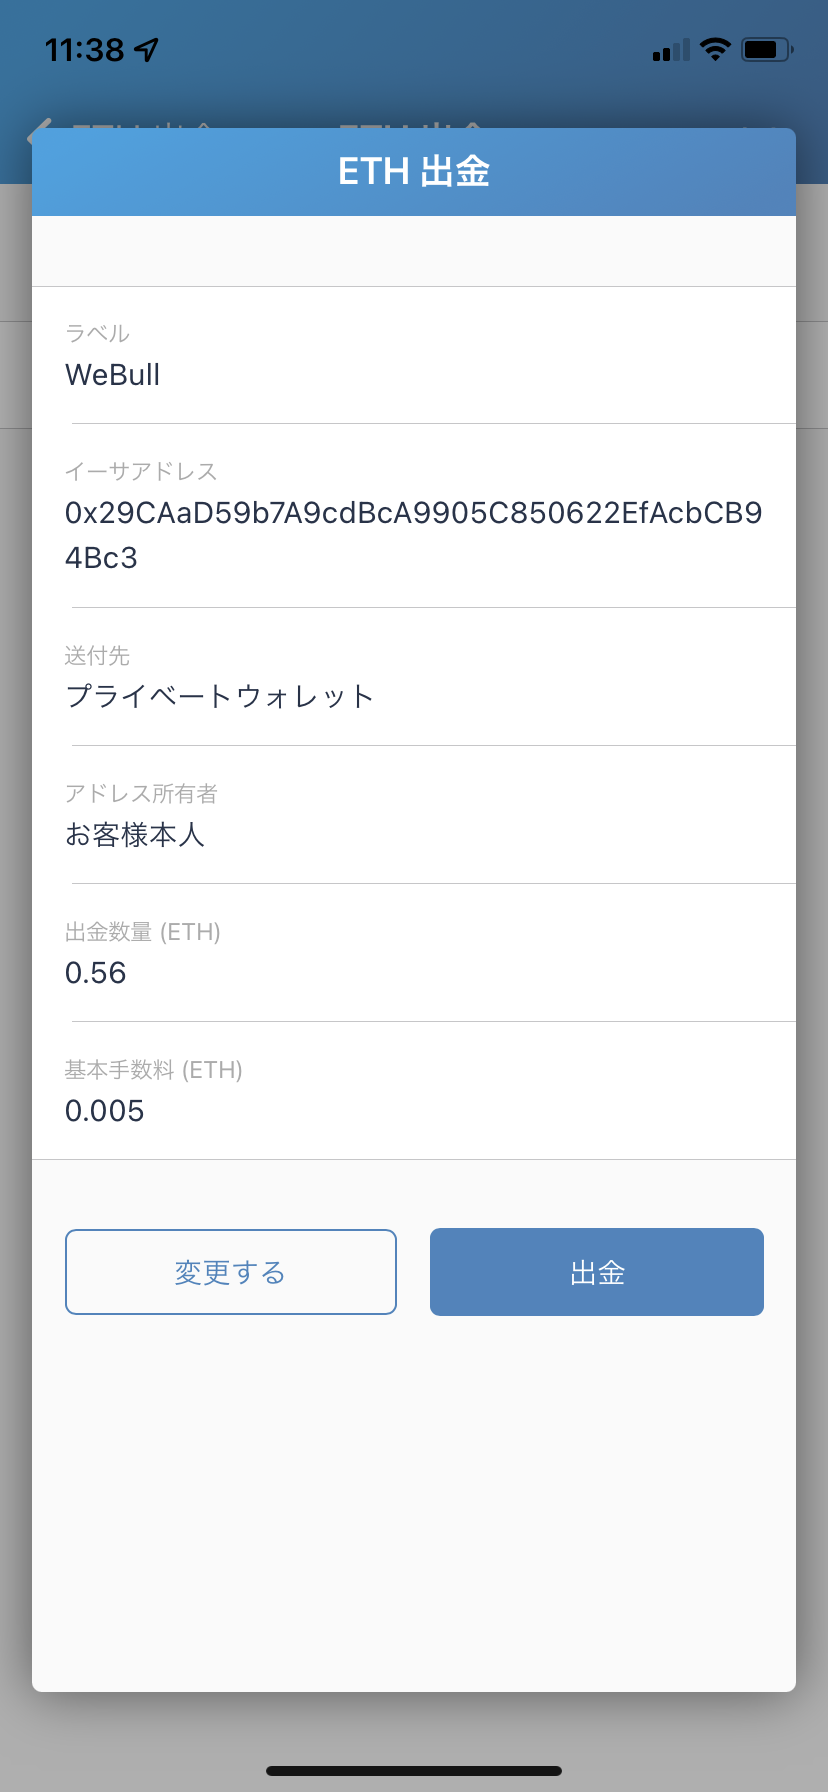 11:38
ETH 出金
ラベル
WeBull
イーサアドレス
0x29CAaD59b7A9cdBcA9905C850622EfAcbCB9
4Bc3
送付先
プライベートウォレット
アドレス所有者
お客様本人
出金数量 (ETH)
0.56
基本手数料 (ETH)
0.005
変更する
出金